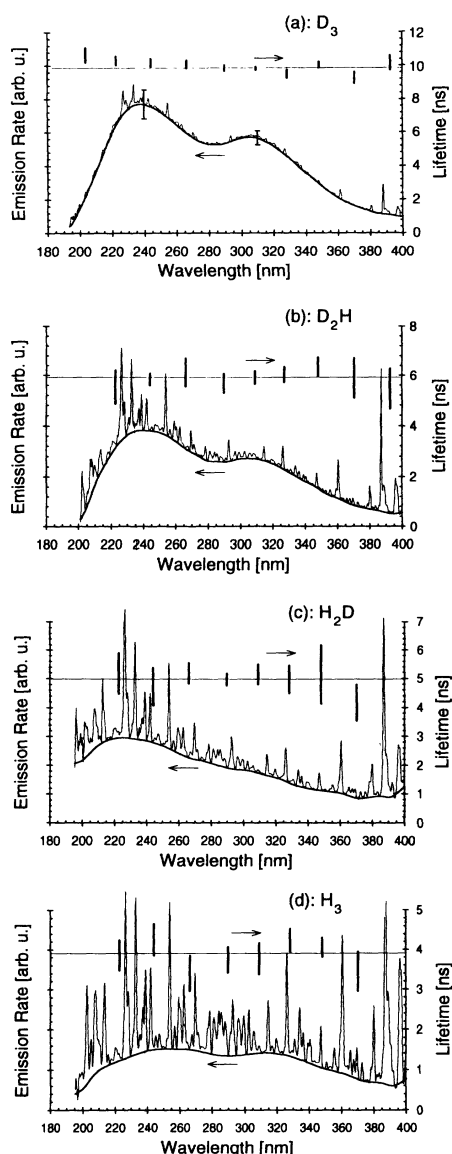 (a): D3
Emission Rate [arb. u.]
12
10
8
6
4
2
0
Lifetime [ns]
180 200 220 240 260 280 300 320 340 360 380 400
Wavelength [nm]
(b): D2H
Emission Rate [arb. u.]
8
6
4
2
0
Lifetime [ns]
180 200 220 240 260 280 300 320 340 360 380 400
Wavelength [nm]
(c): H2D
Emission Rate [arb. u.]
7
6
5
4
3
2
1
0
Lifetime [ns]
180 200 220 240 260 280 300 320 340 360 380 400
Wavelength [nm]
(d): H3
Emission Rate [arb. u.]
5
4
3
2
1
0
Lifetime [ns]
180 200 220 240 260 280 300 320 340 360 380 400
Wavelength [nm]